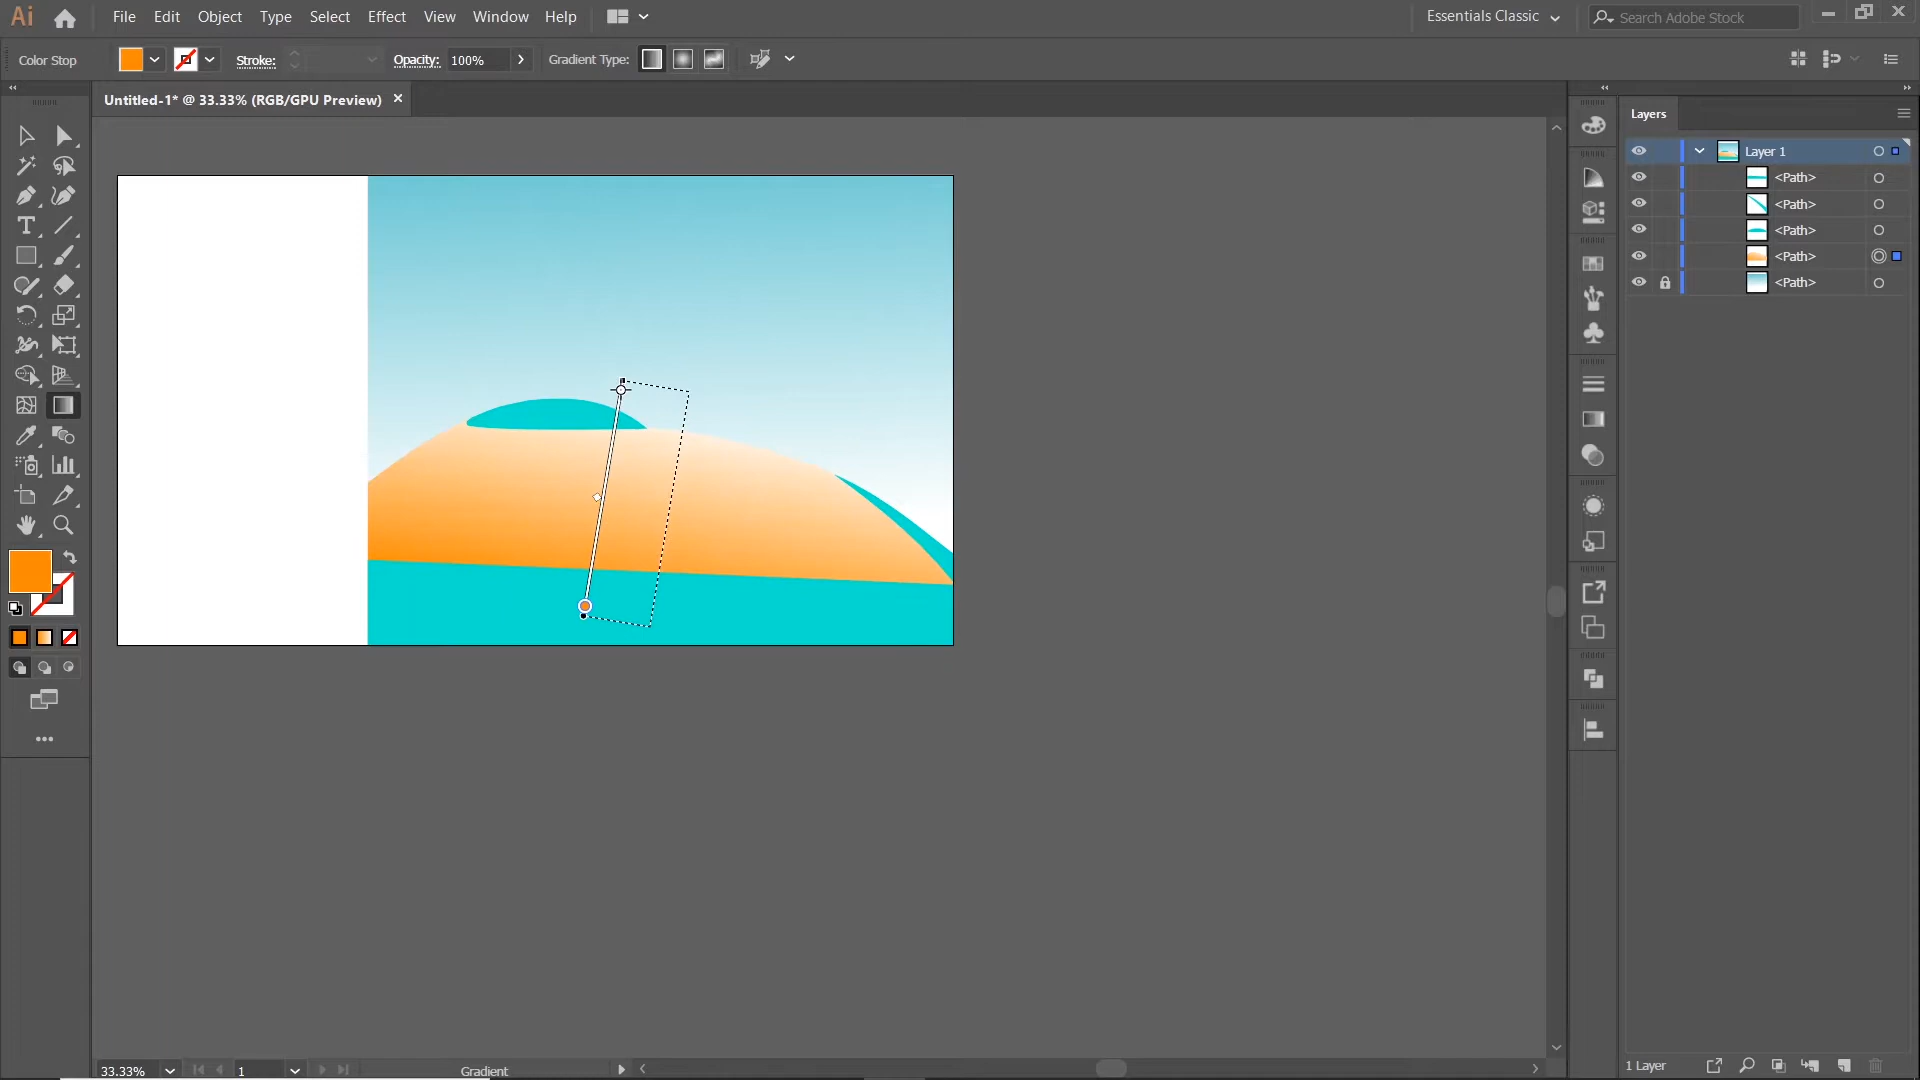 Ai File Edit Object Type Select Effect View Window Help Essentials Classic Search Adobe Stock
Color Stop Stroke: Opacity: 100% Gradient Type:
Untitled-1* @ 33.33% (RGB/GPU Preview)
Layers
Layer 1
<Path>
<Path>
<Path>
<Path>
<Path>
33.33% 1 Gradient
1 Layer